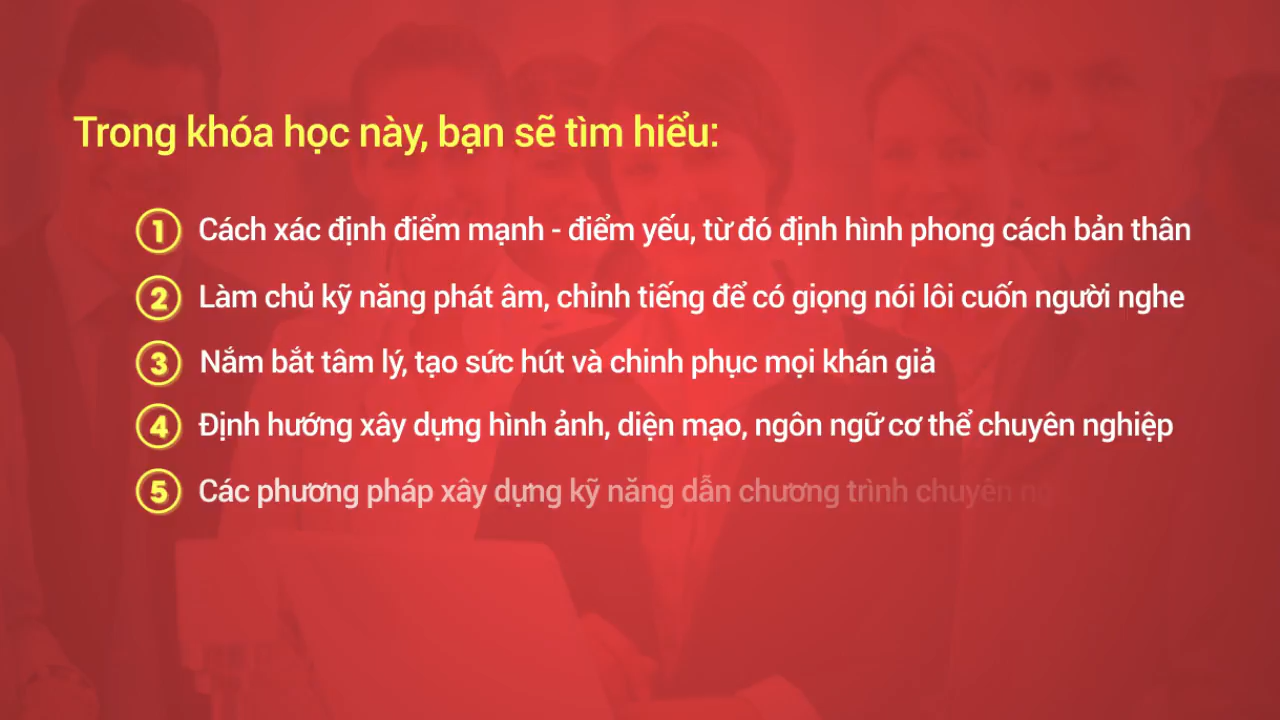 Trong khóa học này, bạn sẽ tìm hiểu:
1 Cách xác định điểm mạnh - điểm yếu, từ đó định hình phong cách bản thân
2 Làm chủ kỹ năng phát âm, chỉnh tiếng để có giọng nói lôi cuốn người nghe
3 Nắm bắt tâm lý, tạo sức hút và chinh phục mọi khán giả
4 Định hướng xây dựng hình ảnh, diện mạo, ngôn ngữ cơ thể chuyên nghiệp
5 Các phương pháp xây dựng kỹ năng dẫn chương trình chuyên